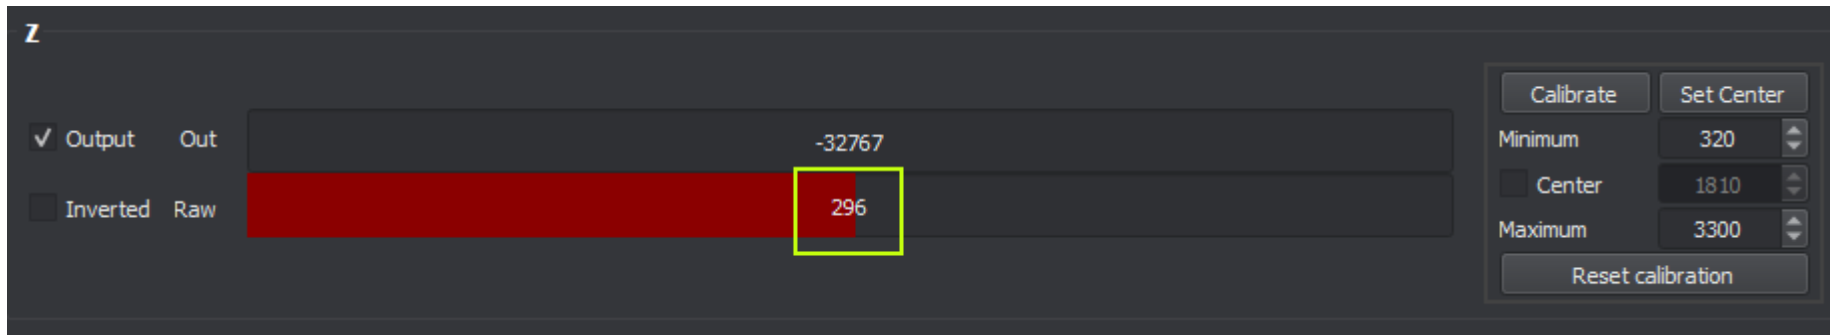 Z
Calibrate Set Center
Output Out -32767 Minimum 320
Center 1810
Inverted Raw 296
Maximum 3300
Reset calibration